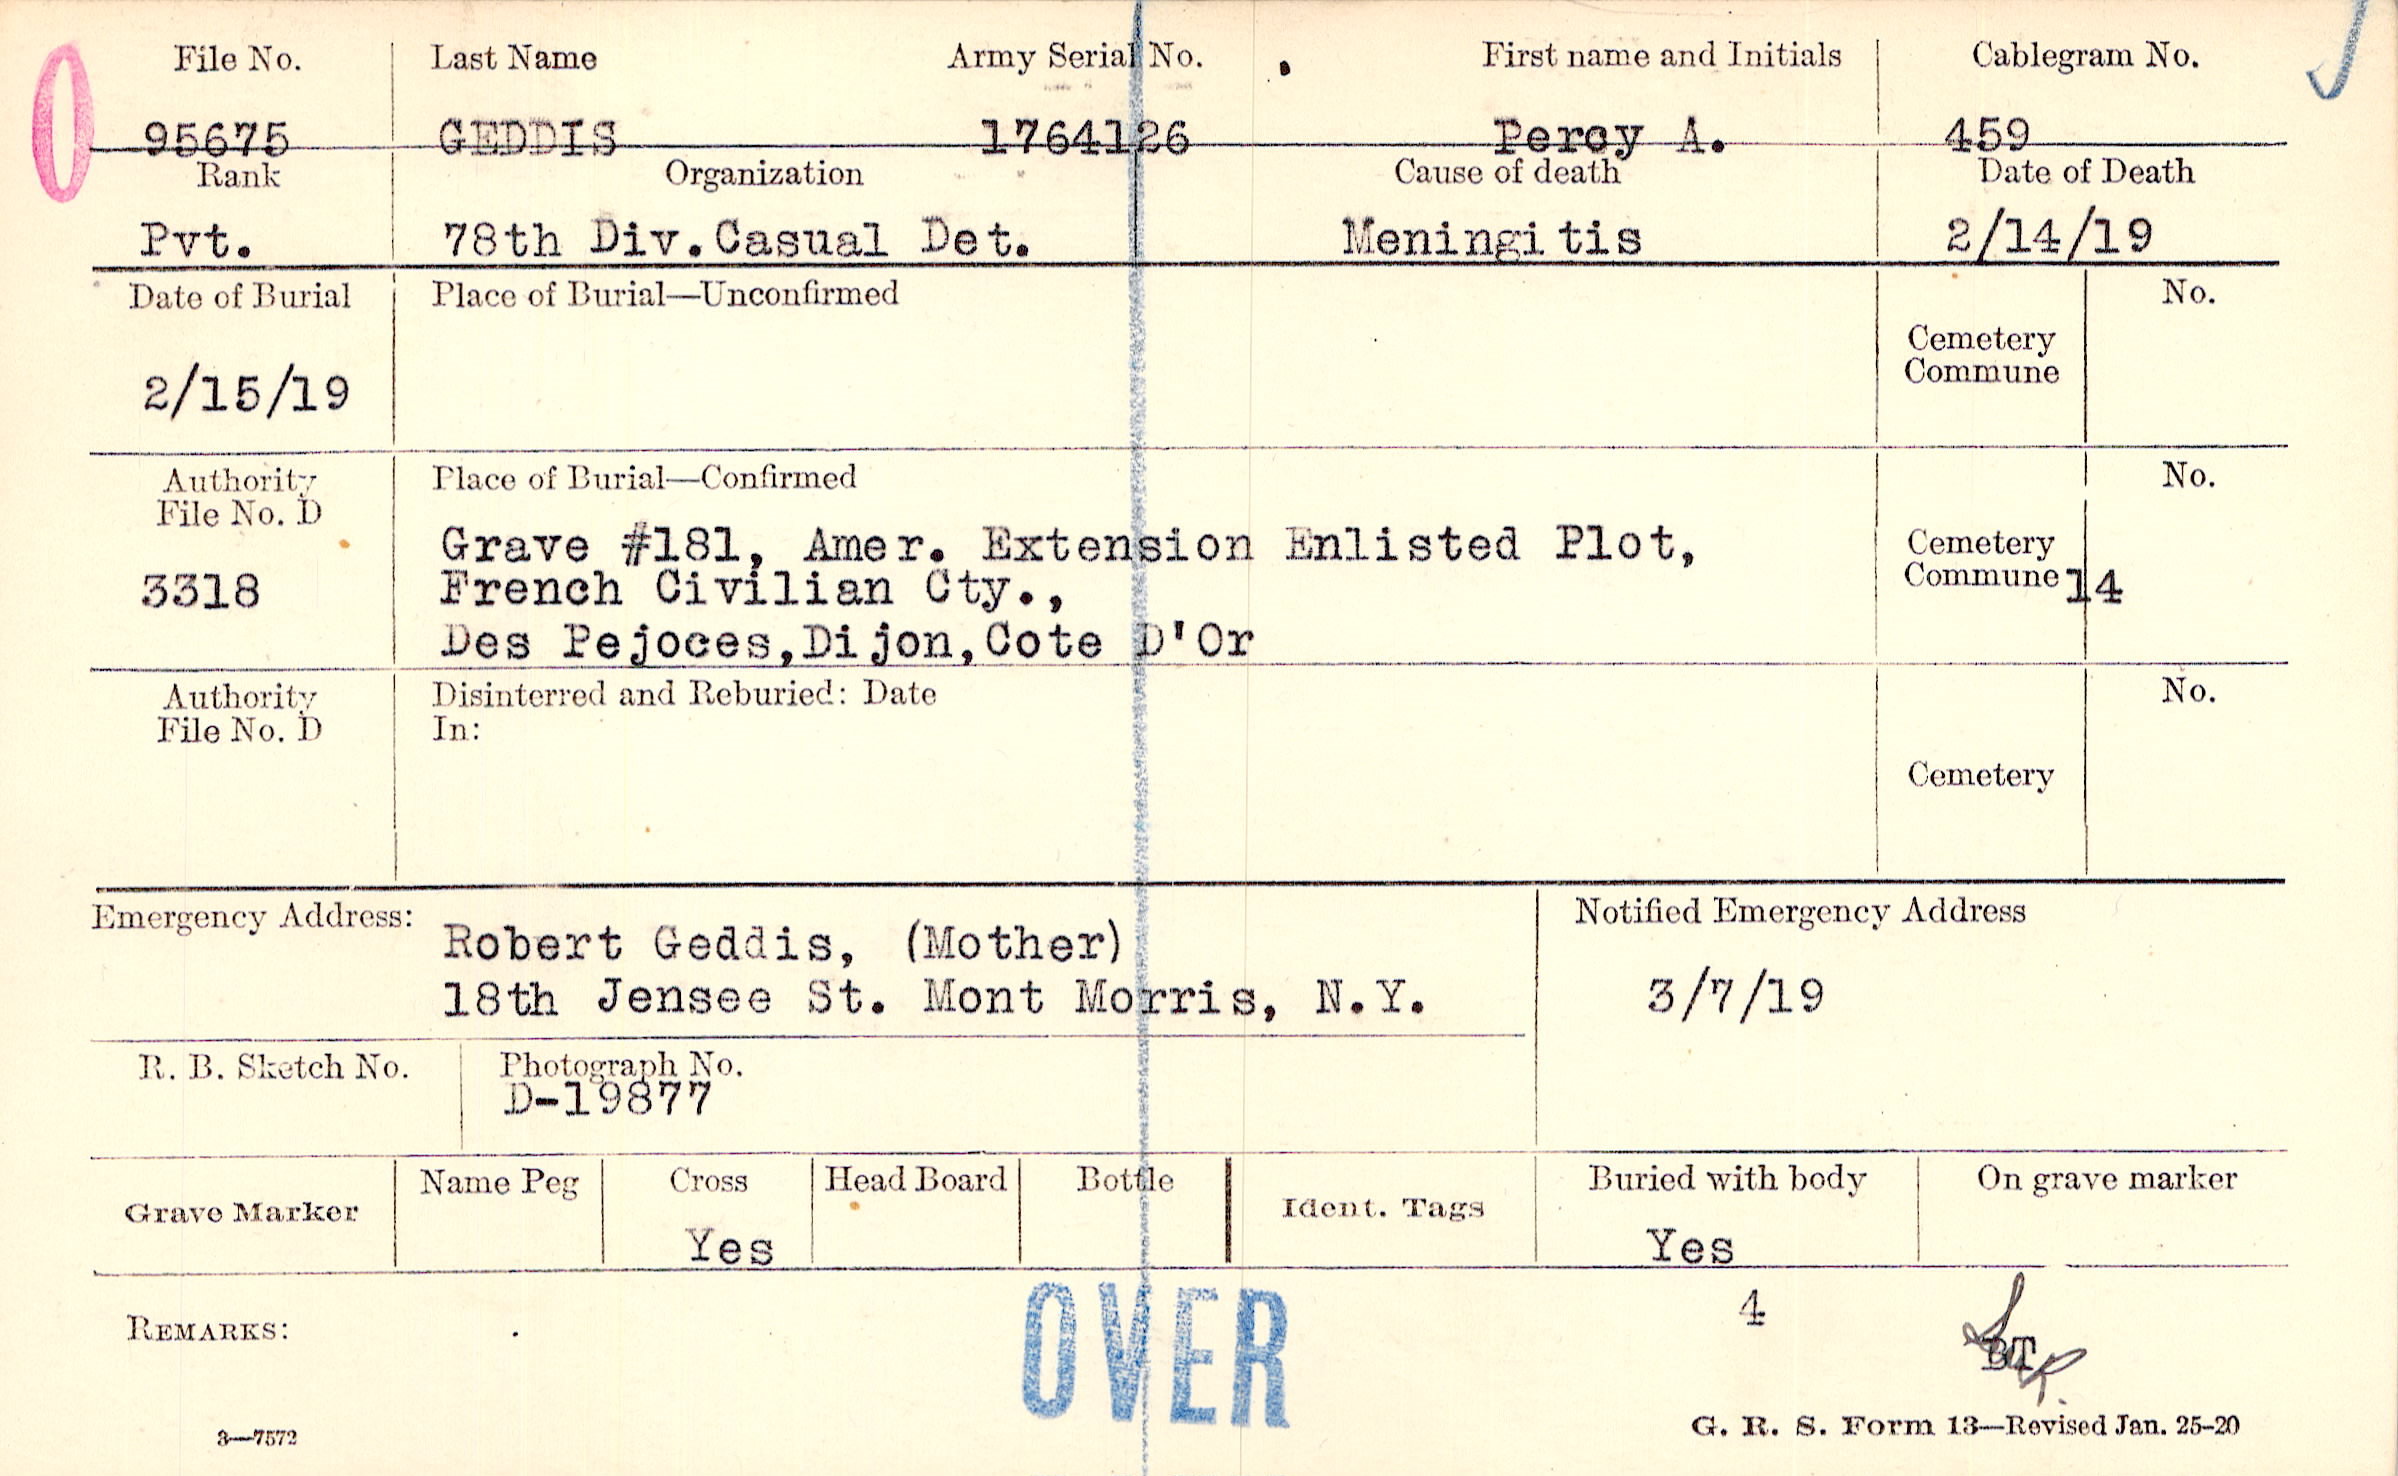 File No. Last Name Army Serial No. First name and Initials Cablegram No.
95675 GEDDIS 1764126 Percy A. 459
Rank Organization Cause of death Date of Death
Pvt. 78th Div. Casual Det. Meningitis 2/14/19
Date of Burial Place of Burial—Unconfirmed No.
Cemetery
Commune
2/15/19
Authority Place of Burial—Confirmed No.
File No. D
Grave #181, Amer. Extension Enlisted Plot, Cemetery
3318 French Civilian Cty., Commune 14
Des Pejoces, Dijon, Cote D'Or
Authority Disinterred and Reburied: Date No.
File No. D In:
Cemetery
Emergency Address: Notified Emergency Address
Robert Geddis, (Mother)
18th Jensee St. Mont Morris, N.Y. 3/7/19
R. B. Sketch No. Photograph No.
D-19877
Name Peg Cross Head Board Bottle Buried with body On grave marker
Grave Marker Ident. Tags
Yes Yes
OVER 4
REMARKS: BT
3—7572 G. R. S. Form 13—Revised Jan. 25-20